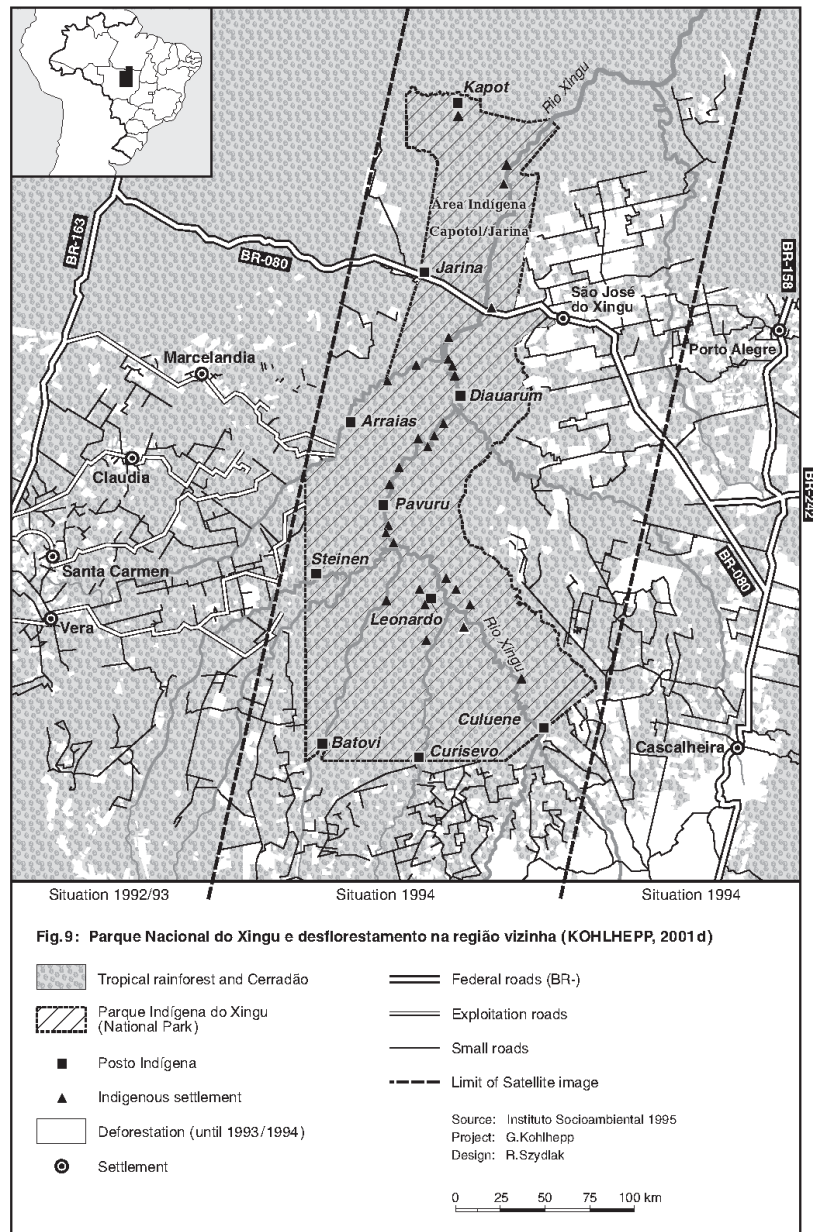 Kapot
Rio Xingu
Área Indígena
Capotol/Jarina
BR-163
BR-080
Jarina
BR-158
São José
do Xingu
Porto Alegre
Marcelandia
Diauarum
Arraias
Claudia
BR-242
Pavuru
Santa Carmen
Steinen
BR-080
Vera
Leonardo
Rio Xingu
Culuene
Batovi
Curisevo
Cascalheira
Situation 1992/93
Situation 1994
Situation 1994
Fig.9: Parque Nacional do Xingu e desflorestamento na região vizinha (KOHLHEPP, 2001d)
Tropical rainforest and Cerradão
Parque Indígena do Xingu
(National Park)
Posto Indígena
Indigenous settlement
Deforestation (until 1993/1994)
Settlement
Federal roads (BR-)
Exploitation roads
Small roads
Limit of Satellite image
Source: Instituto Socioambiental 1995
Project: G.Kohlhepp
Design: R.Szydlak
0 25 50 75 100 km